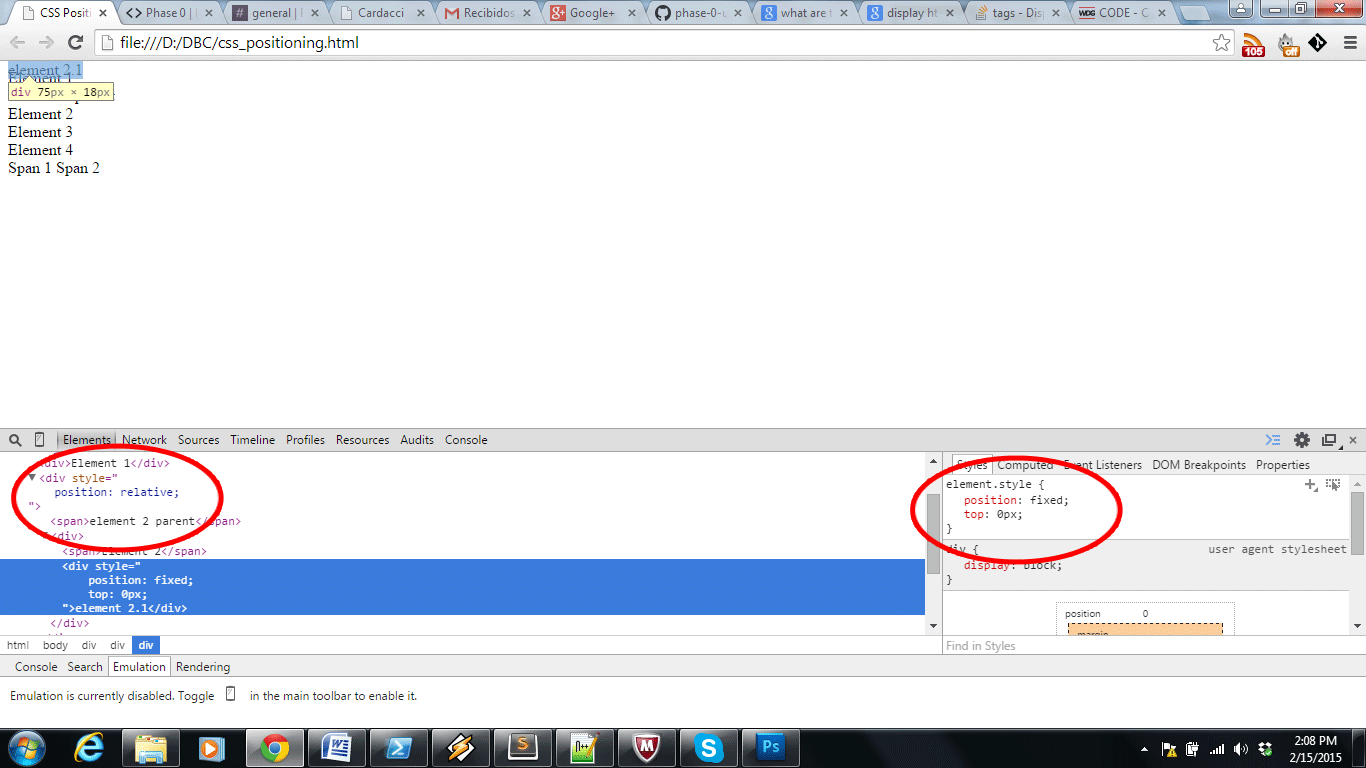 CSS Positi
Phase 0 |
# general |
Cardacci
Recibidos
Google+
phase-0-u
what are t
display ht
tags - Disp
WDG CODE - C
file:///D:/DBC/css_positioning.html
105
off
element 2.1
Element 1
div 75px × 18px
Element 2
Element 3
Element 4
Span 1 Span 2
Elements Network Sources Timeline Profiles Resources Audits Console
<div>Element 1</div>
<div style="
position: relative;
">
<span>element 2 parent</span>
<div>
<span>Element 2</span>
<div style="
position: fixed;
top: 0px;
">element 2.1</div>
</div>
html body div div div
Styles Computed Event Listeners DOM Breakpoints Properties
element.style {
position: fixed;
top: 0px;
}
div { user agent stylesheet
display: block;
}
position 0
margin
Find in Styles
Console Search Emulation Rendering
Emulation is currently disabled. Toggle in the main toolbar to enable it.
S
n++
Ps
2:08 PM
2/15/2015